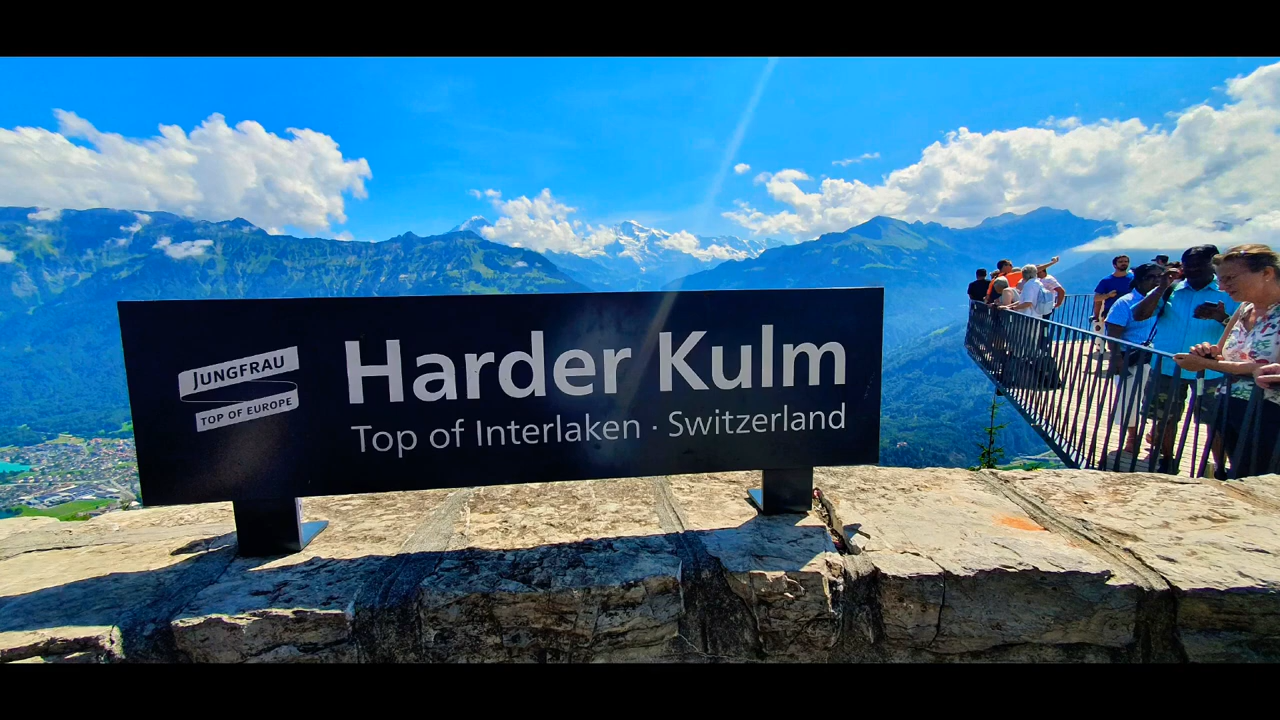 JUNGFRAU
TOP OF EUROPE
Harder Kulm
Top of Interlaken · Switzerland